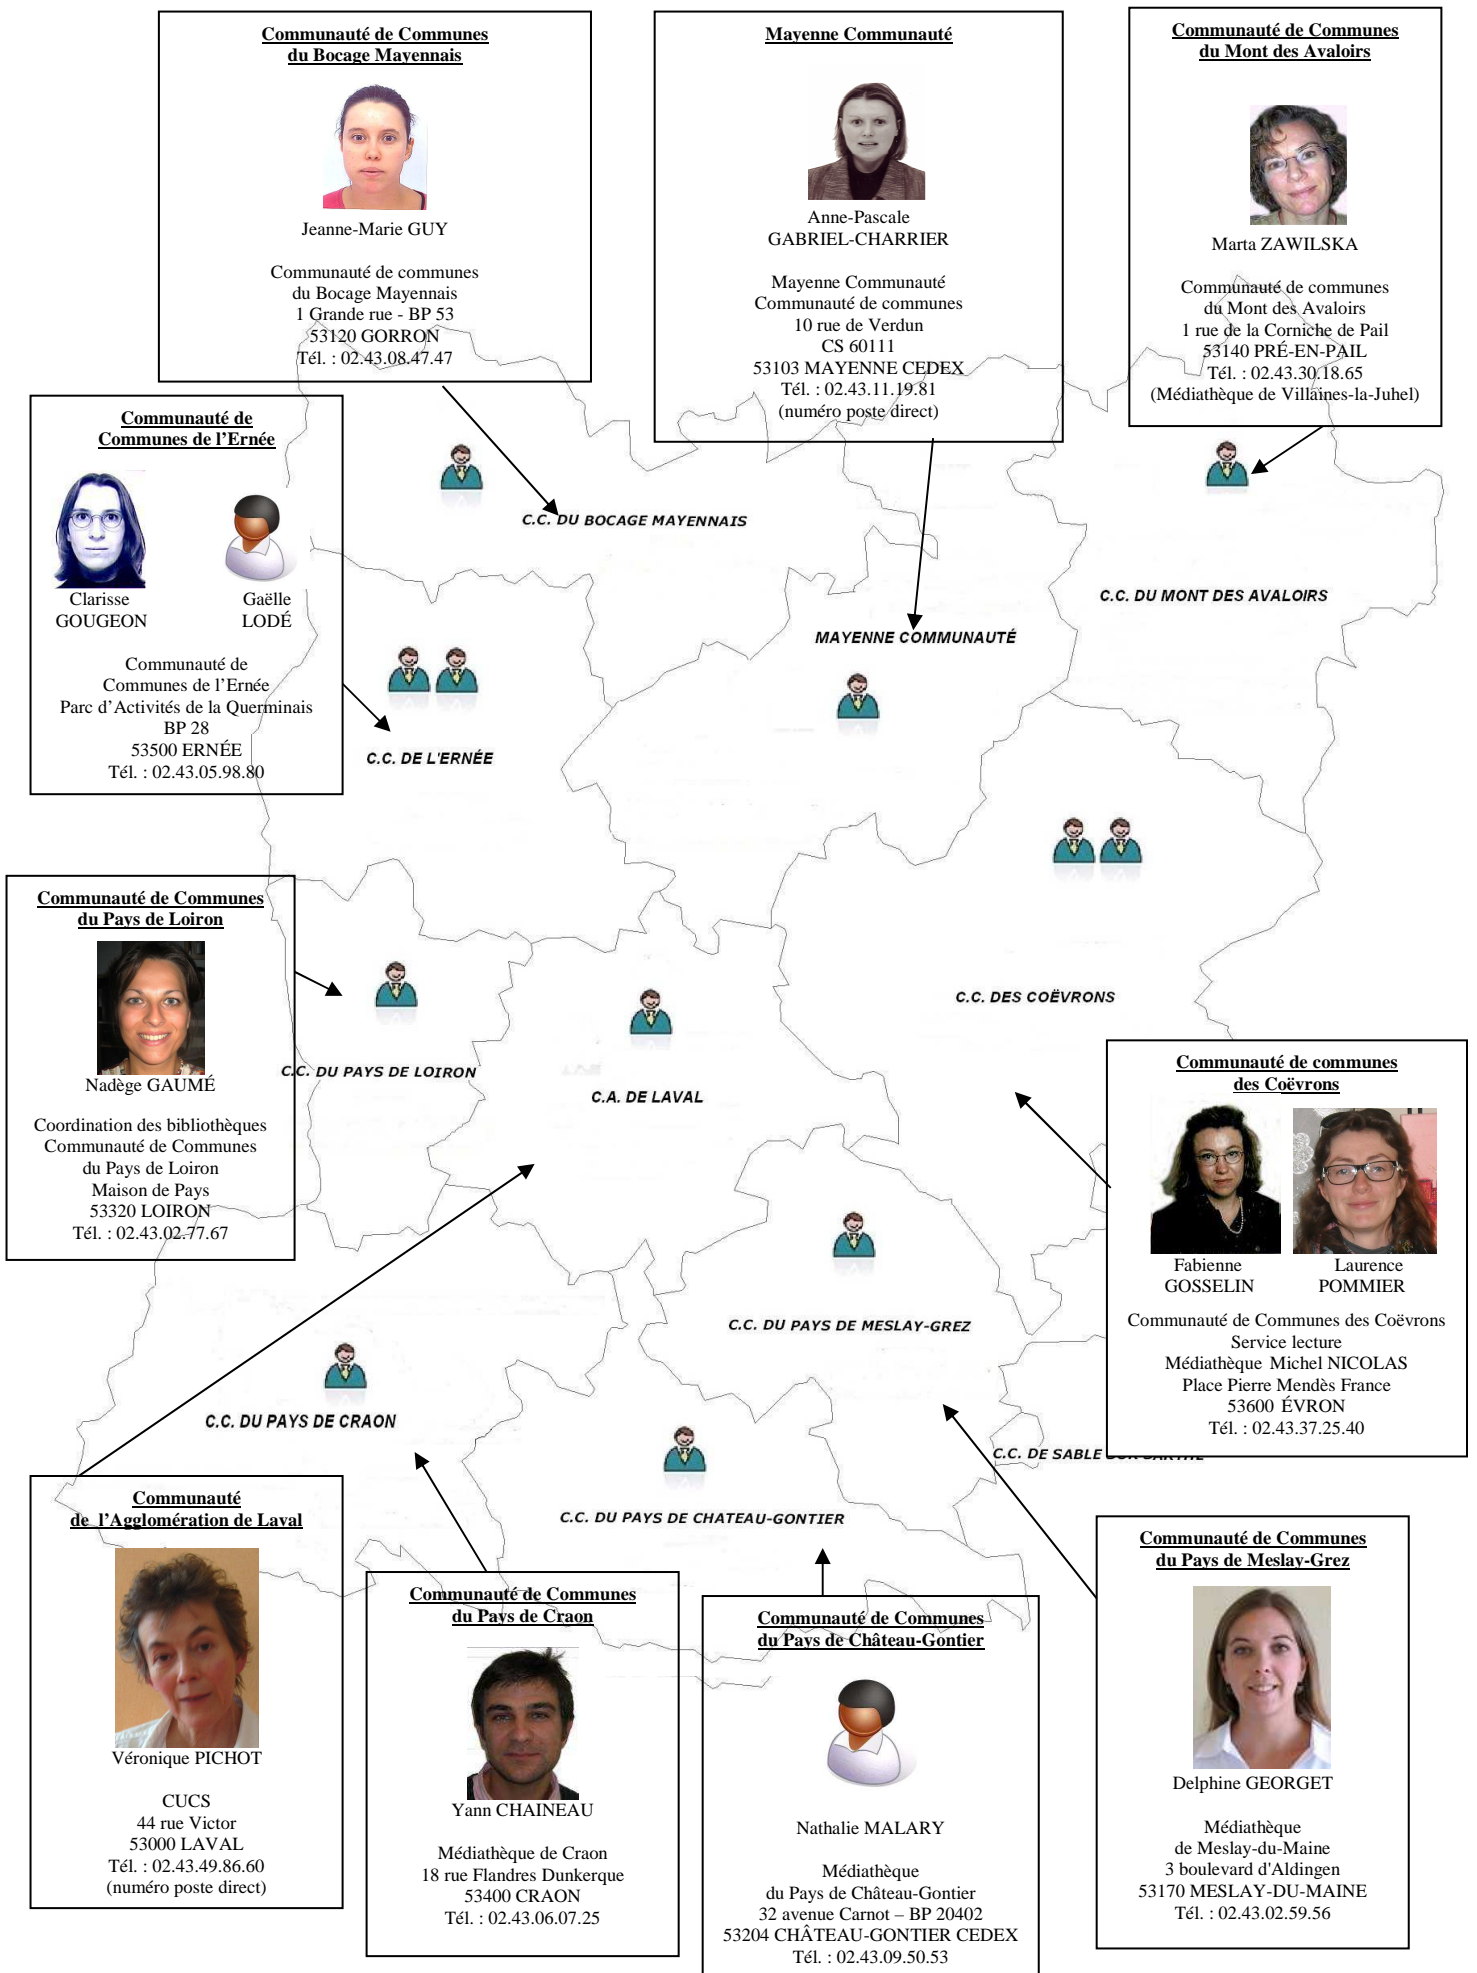 Communauté de Communes
du Bocage Mayennais
Jeanne-Marie GUY
Communauté de communes
du Bocage Mayennais
1 Grande rue - BP 53
53120 GORRON
Tél. : 02.43.08.47.47
Mayenne Communauté
Anne-Pascale
GABRIEL-CHARRIER
Mayenne Communauté
Communauté de communes
10 rue de Verdun
CS 60111
53103 MAYENNE CEDEX
Tél. : 02.43.11.19.81
(numéro poste direct)
Communauté de Communes
du Mont des Avaloirs
Marta ZAWILSKA
Communauté de communes
du Mont des Avaloirs
1 rue de la Corniche de Pail
53140 PRÉ-EN-PAIL
Tél. : 02.43.30.18.65
(Médiathèque de Villaines-la-Juhel)
Communauté de
Communes de l’Ernée
Clarisse
GOUGEON
Gaëlle
LODÉ
Communauté de
Communes de l’Ernée
Parc d’Activités de la Querminais
BP 28
53500 ERNÉE
Tél. : 02.43.05.98.80
C.C. DU BOCAGE MAYENNAIS
C.C. DU MONT DES AVALOIRS
MAYENNE COMMUNAUTÉ
C.C. DE L'ERNÉE
Communauté de Communes
du Pays de Loiron
Nadège GAUMÉ
Coordination des bibliothèques
Communauté de Communes
du Pays de Loiron
Maison de Pays
53320 LOIRON
Tél. : 02.43.02.77.67
C.C. DES COËVRONS
C.C. DU PAYS DE LOIRON
C.A. DE LAVAL
Communauté de communes
des Coëvrons
Fabienne
GOSSELIN
Laurence
POMMIER
Communauté de Communes des Coëvrons
Service lecture
Médiathèque Michel NICOLAS
Place Pierre Mendès France
53600 ÉVRON
Tél. : 02.43.37.25.40
C.C. DU PAYS DE MESLAY-GREZ
C.C. DU PAYS DE CRAON
C.C. DE SABLE SUR SARTHE
C.C. DU PAYS DE CHATEAU-GONTIER
Communauté
de l’Agglomération de Laval
Véronique PICHOT
CUCS
44 rue Victor
53000 LAVAL
Tél. : 02.43.49.86.60
(numéro poste direct)
Communauté de Communes
du Pays de Craon
Yann CHAINEAU
Médiathèque de Craon
18 rue Flandres Dunkerque
53400 CRAON
Tél. : 02.43.06.07.25
Communauté de Communes
du Pays de Château-Gontier
Nathalie MALARY
Médiathèque
du Pays de Château-Gontier
32 avenue Carnot – BP 20402
53204 CHÂTEAU-GONTIER CEDEX
Tél. : 02.43.09.50.53
Communauté de Communes
du Pays de Meslay-Grez
Delphine GEORGET
Médiathèque
de Meslay-du-Maine
3 boulevard d'Aldingen
53170 MESLAY-DU-MAINE
Tél. : 02.43.02.59.56